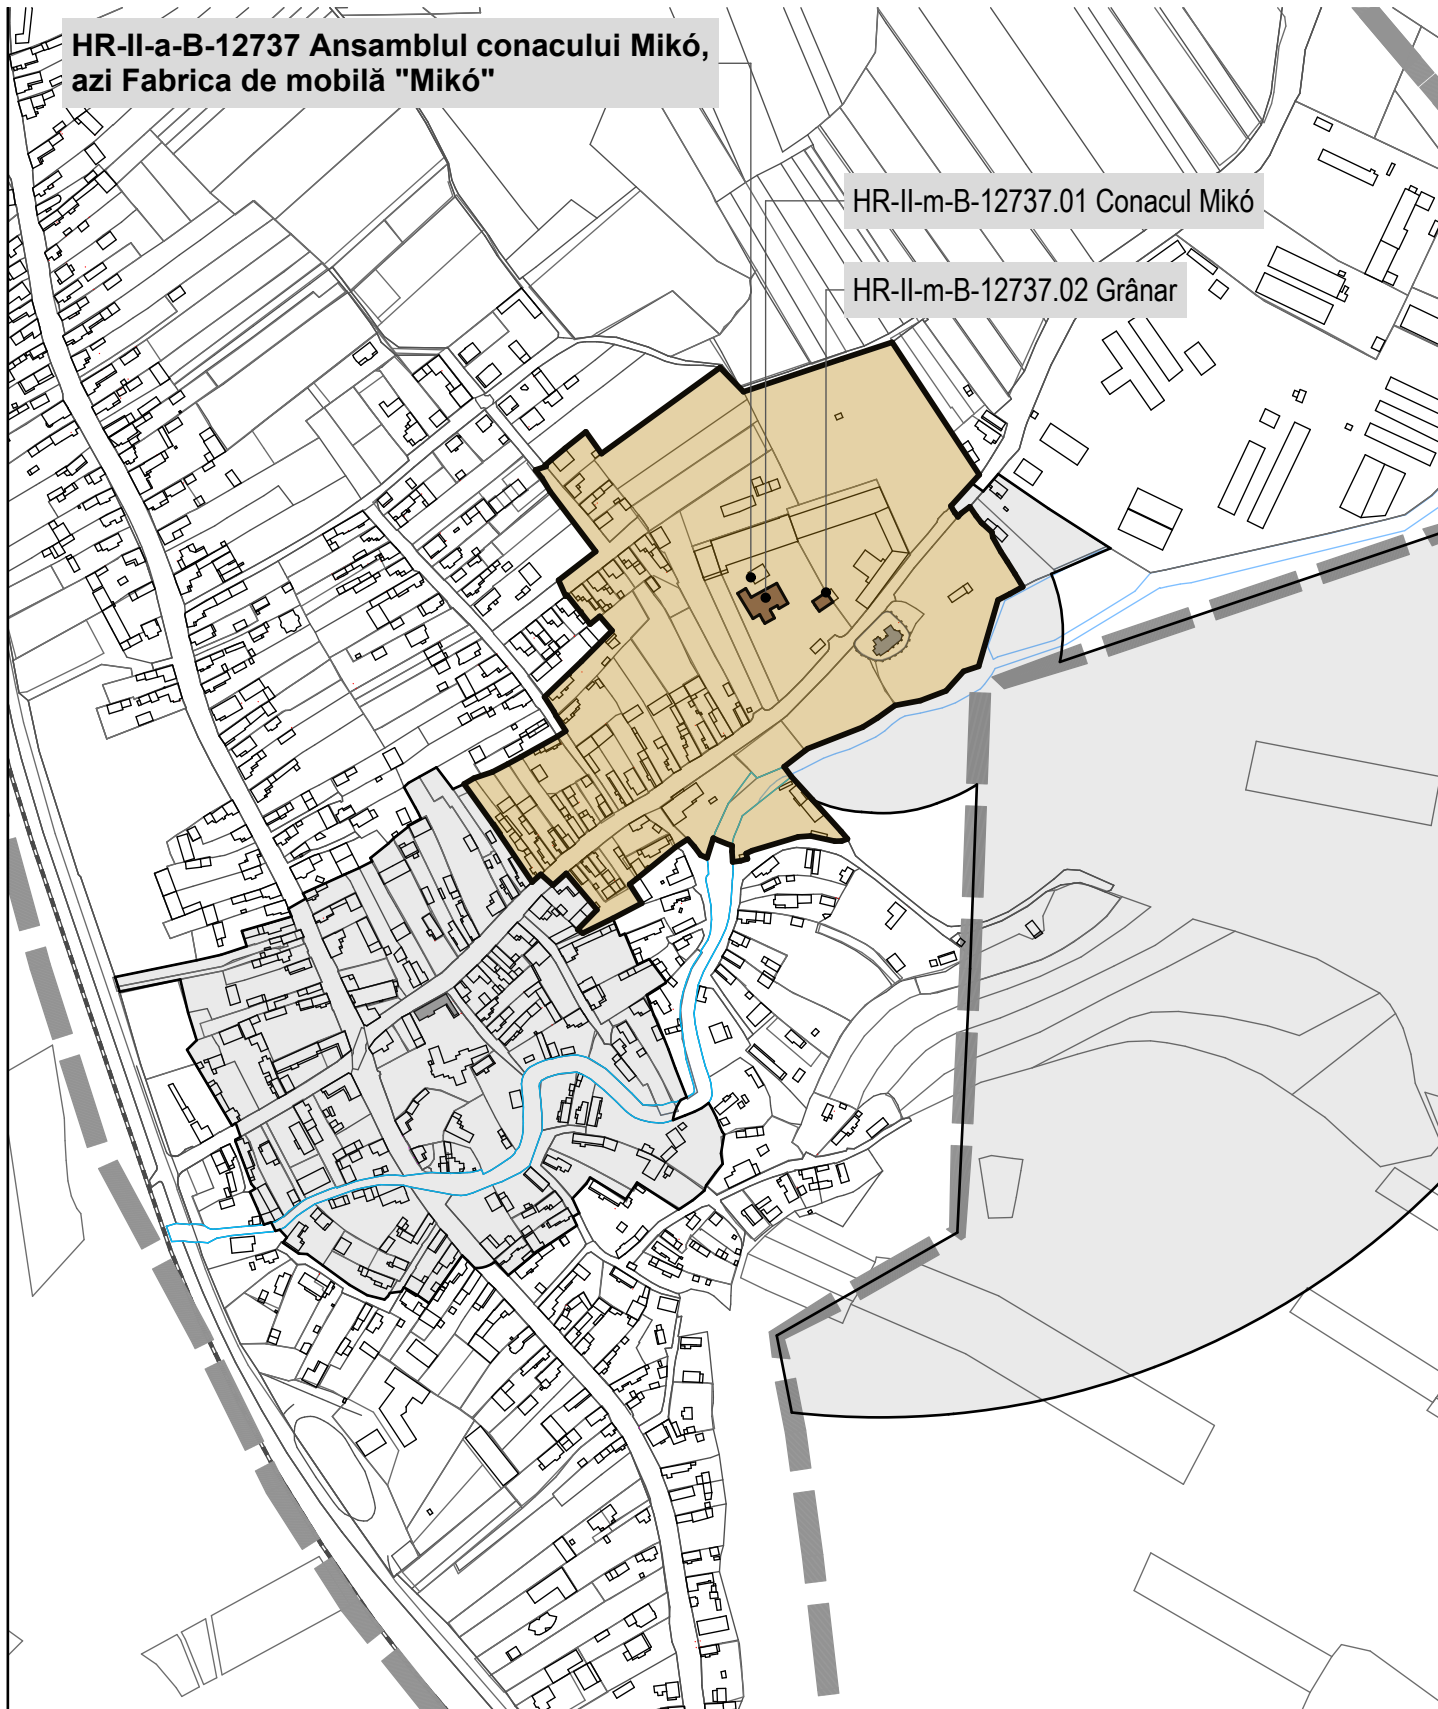 HR-II-a-B-12737 Ansamblul conacului Mikó,
azi Fabrica de mobilă "Mikó"
HR-II-m-B-12737.01 Conacul Mikó
HR-II-m-B-12737.02 Grânar